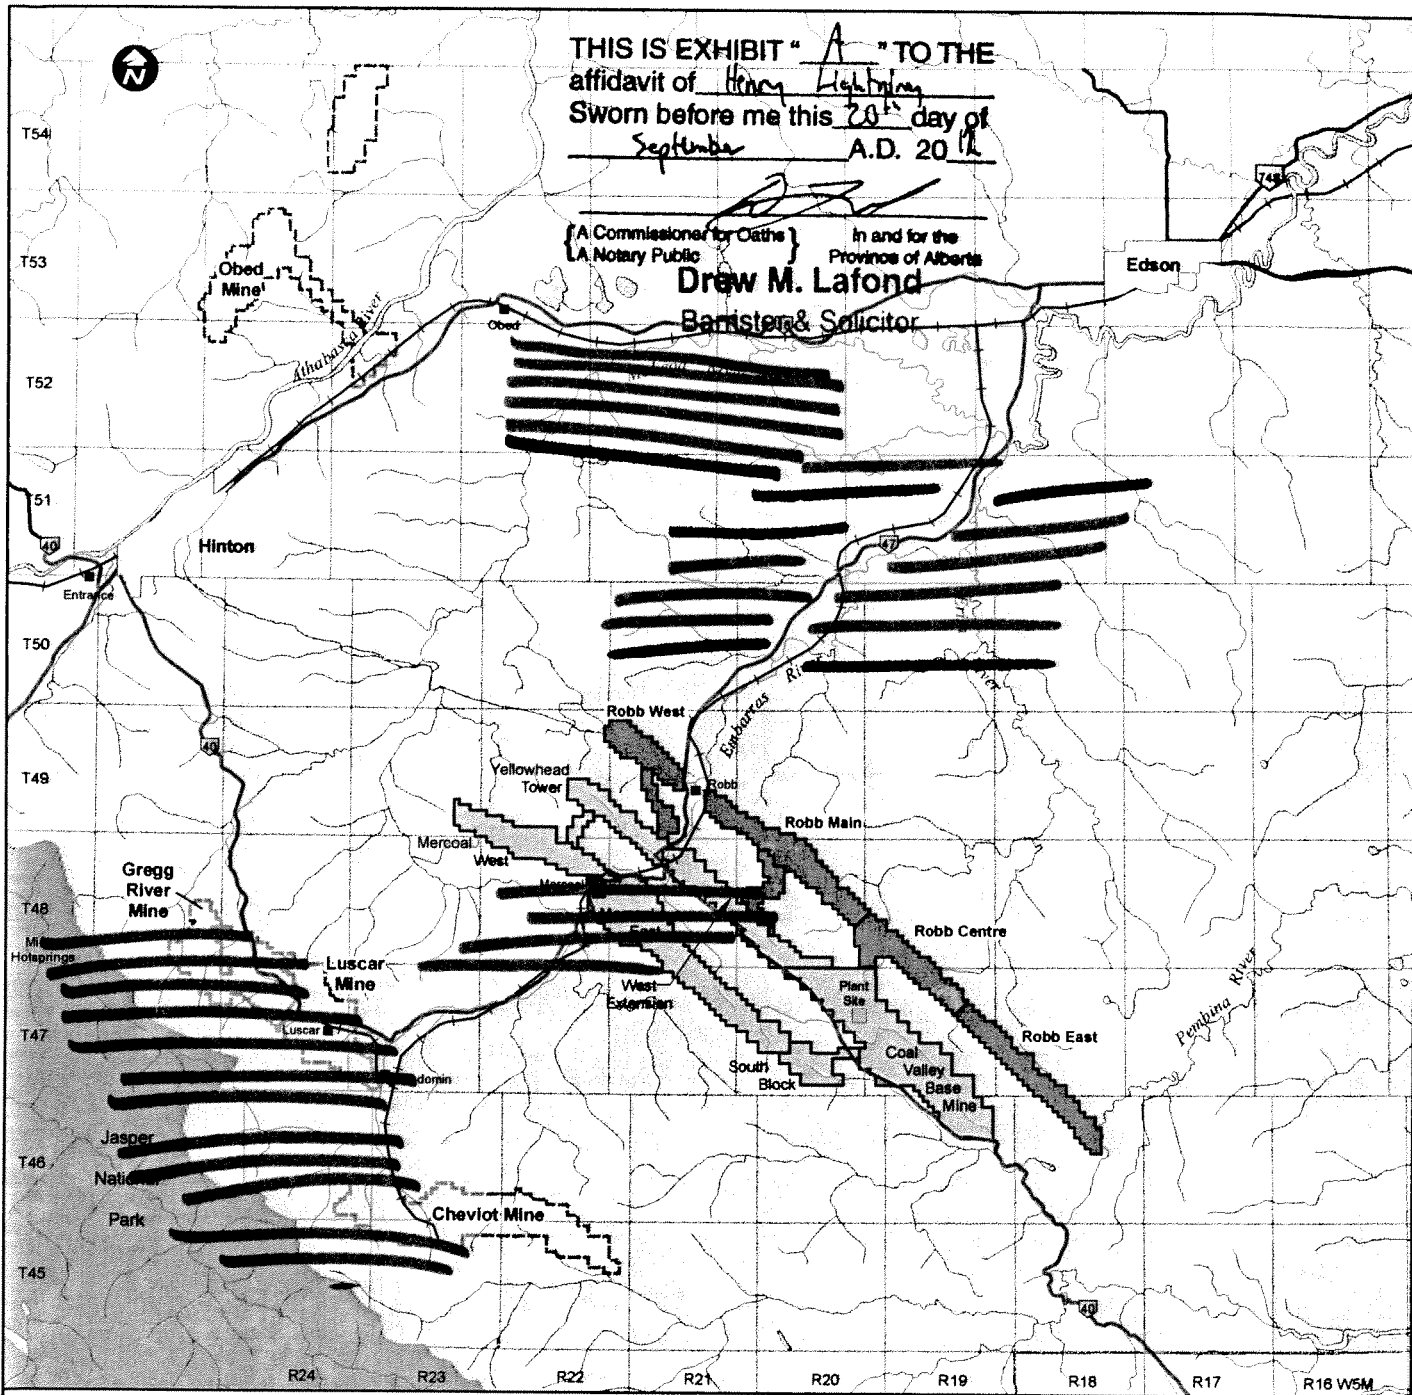 N
THIS IS EXHIBIT " A " TO THE
affidavit of Henry Lightning
Sworn before me this 20th day of
September A.D. 2012
{A Commissioner for Oaths} in and for the
{A Notary Public} Province of Alberta
Drew M. Lafond
Barrister & Solicitor
T54
748
T53
Obed
Mine
Edson
Athabasca River
Obed
T52
T51
40
Hinton
47
Entrance
T50
River
Robb West
Embarras
40
T49
Yellowhead
Tower
Robb
Robb Main
Mercoal
West
Gregg
River
Mine
T48
Robb Centre
Hotsprings
Luscar
Mine
East
West
Extension
Plant
Site
Pembina River
T47
Luscar
Robb East
South
Block
Coal
Valley
Base
Mine
Jasper
T46
National
Park
Cheviot Mine
T45
40
R24 R23 R22 R21 R20 R19 R18 R17 R16 W5M